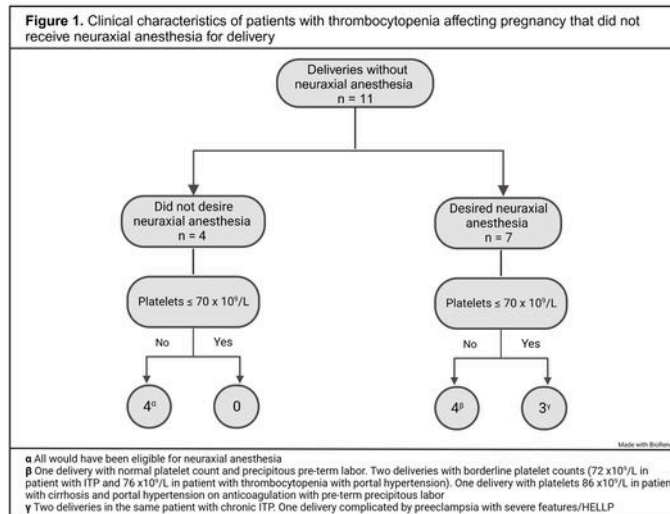 Figure 1. Clinical characteristics of patients with thrombocytopenia affecting pregnancy that did not
receive neuraxial anesthesia for delivery
Deliveries without
neuraxial anesthesia
n = 11
Did not desire
neuraxial anesthesia
n = 4
Desired neuraxial
anesthesia
n = 7
Platelets ≤ 70 x 10⁹/L
Platelets ≤ 70 x 10⁹/L
No Yes
No Yes
4ᵅ
0
4ᵝ
3ᵞ
Made with BioRen
α All would have been eligible for neuraxial anesthesia
β One delivery with normal platelet count and precipitous pre-term labor. Two deliveries with borderline platelet counts (72 x10⁹/L in
patient with ITP and 76 x10⁹/L in patient with thrombocytopenia with portal hypertension). One delivery with platelets 86 x10⁹/L in patien
with cirrhosis and portal hypertension on anticoagulation with pre-term precipitous labor
γ Two deliveries in the same patient with chronic ITP. One delivery complicated by preeclampsia with severe features/HELLP